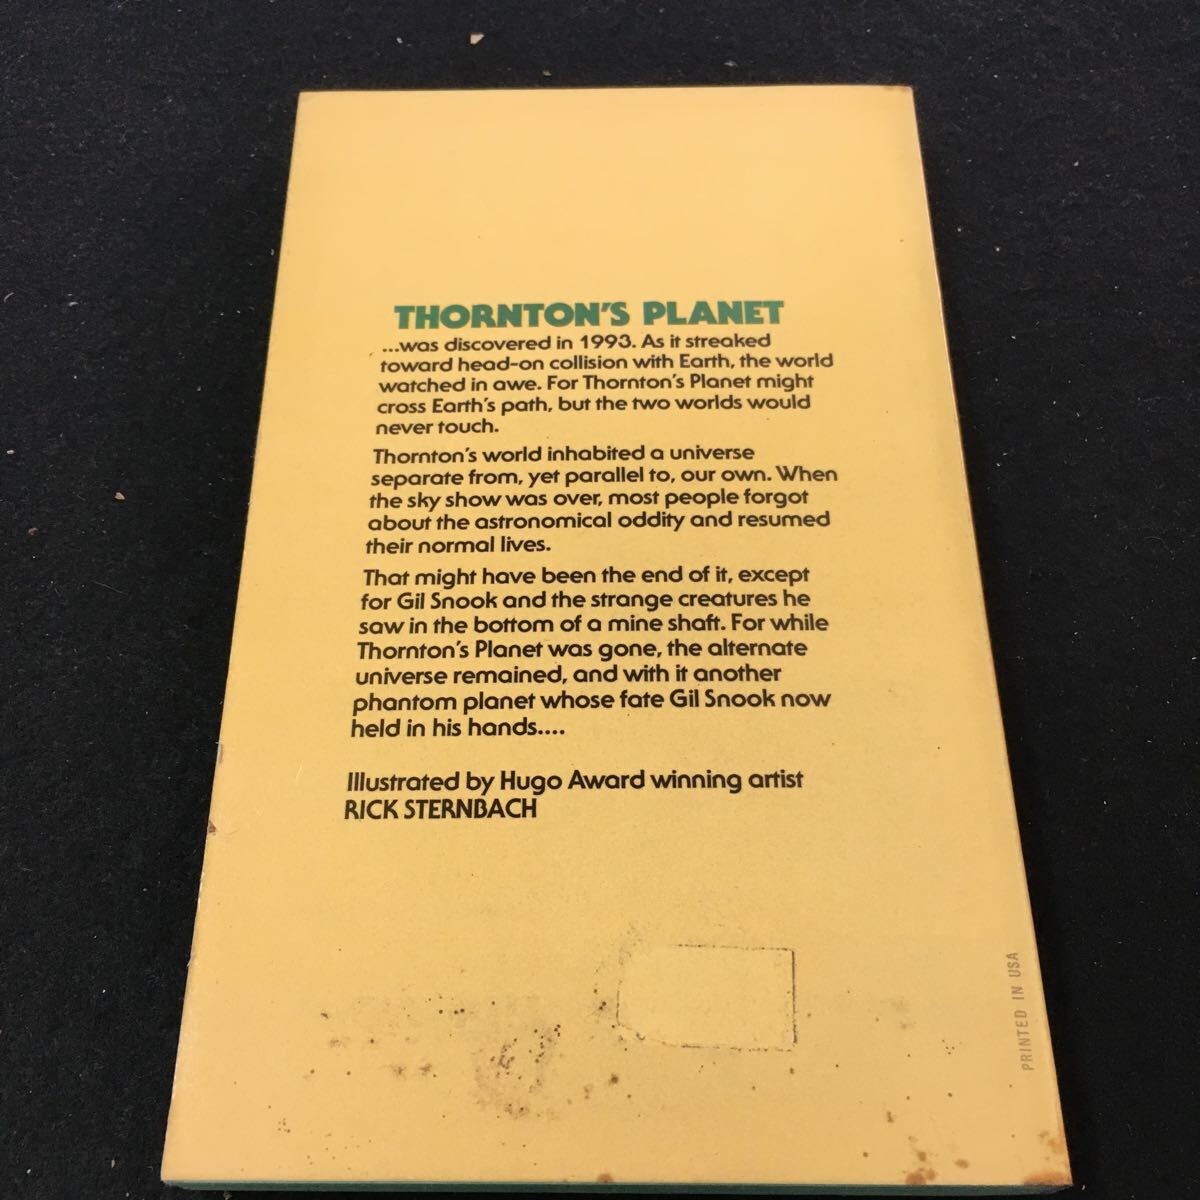 THORNTON'S PLANET
...was discovered in 1993. As it streaked
toward head-on collision with Earth, the world
watched in awe. For Thornton's Planet might
cross Earth's path, but the two worlds would
never touch.
Thornton's world inhabited a universe
separate from, yet parallel to, our own. When
the sky show was over, most people forgot
about the astronomical oddity and resumed
their normal lives.
That might have been the end of it, except
for Gil Snook and the strange creatures he
saw in the bottom of a mine shaft. For while
Thornton's Planet was gone, the alternate
universe remained, and with it another
phantom planet whose fate Gil Snook now
held in his hands....
Illustrated by Hugo Award winning artist
RICK STERNBACH
PRINTED IN USA